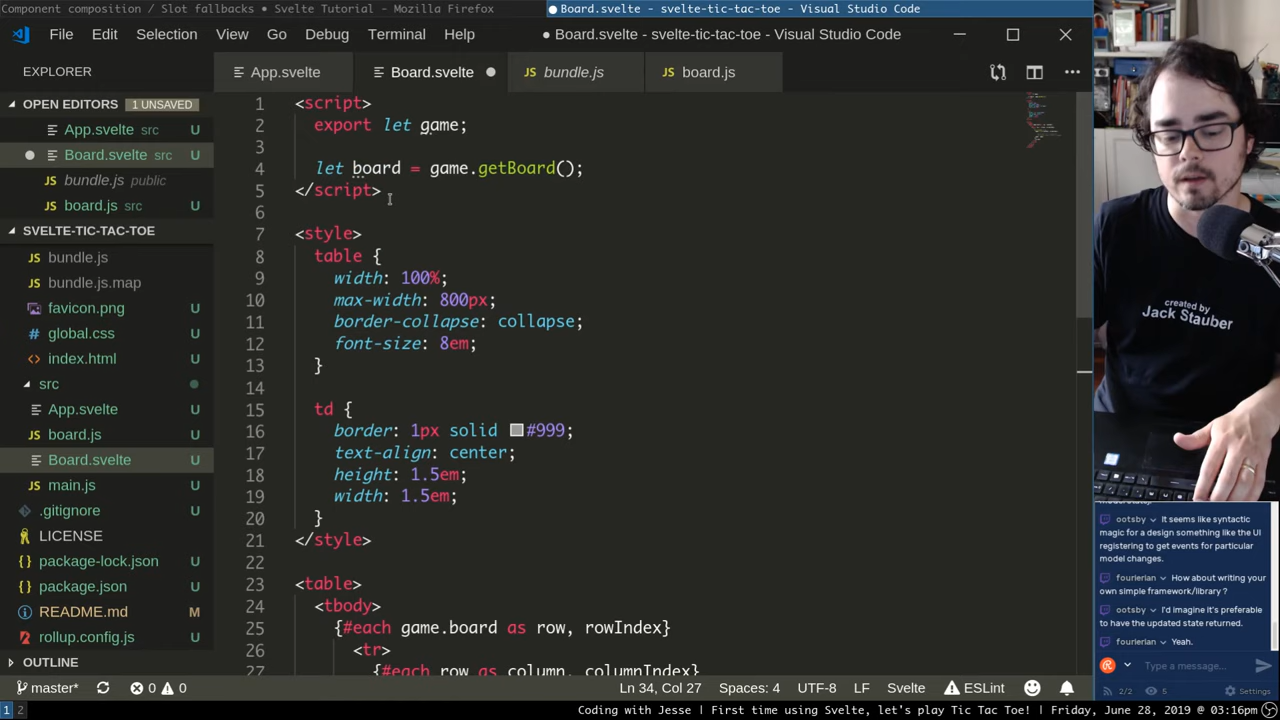 Component composition / Slot fallbacks • Svelte Tutorial - Mozilla Firefox
Board.svelte - svelte-tic-tac-toe - Visual Studio Code
File Edit Selection View Go Debug Terminal Help
● Board.svelte - svelte-tic-tac-toe - Visual Studio Code
EXPLORER
App.svelte
Board.svelte
bundle.js
board.js
OPEN EDITORS 1 UNSAVED
App.svelte src U
Board.svelte src U
bundle.js public
board.js src U
SVELTE-TIC-TAC-TOE
bundle.js U
bundle.js.map U
favicon.png U
global.css U
index.html U
src
App.svelte U
board.js U
Board.svelte U
main.js U
.gitignore U
LICENSE U
package-lock.json U
package.json U
README.md M
rollup.config.js U
OUTLINE
1 <script>
2 export let game;
3
4 let board = game.getBoard();
5 </script>
6
7 <style>
8 table {
9 width: 100%;
10 max-width: 800px;
11 border-collapse: collapse;
12 font-size: 8em;
13 }
14
15 td {
16 border: 1px solid #999;
17 text-align: center;
18 height: 1.5em;
19 width: 1.5em;
20 }
21 </style>
22
23 <table>
24 <tbody>
25 {#each game.board as row, rowIndex}
26 <tr>
27 {#each row as column, columnIndex}
created by
Jack Stauber
ootsby It seems like syntactic
magic for a design something like the UI
registering to get events for particular
model changes.
fourierian How about writing your
own simple framework/library ?
ootsby I'd imagine it's preferable
to have the updated state returned.
fourierian Yeah.
Type a message...
2/2 5 Settings
master* 0 0
Ln 34, Col 27 Spaces: 4 UTF-8 LF Svelte ESLint
1 2
Coding with Jesse | First time using Svelte, let's play Tic Tac Toe! | Friday, June 28, 2019 @ 03:16pm